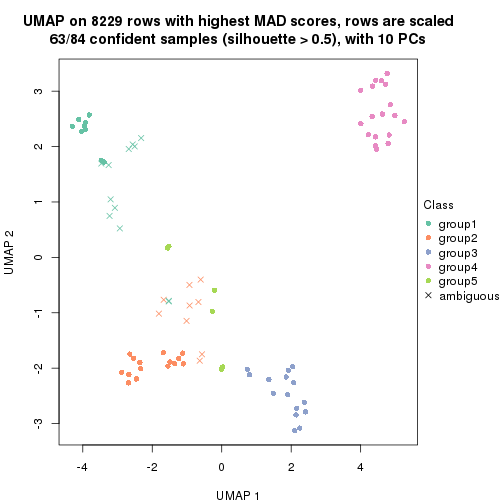 UMAP on 8229 rows with highest MAD scores, rows are scaled
63/84 confident samples (silhouette > 0.5), with 10 PCs
UMAP 2
3
2
1
0
-1
-2
-3
-4
-2
0
2
4
UMAP 1
Class
group1
group2
group3
group4
group5
ambiguous